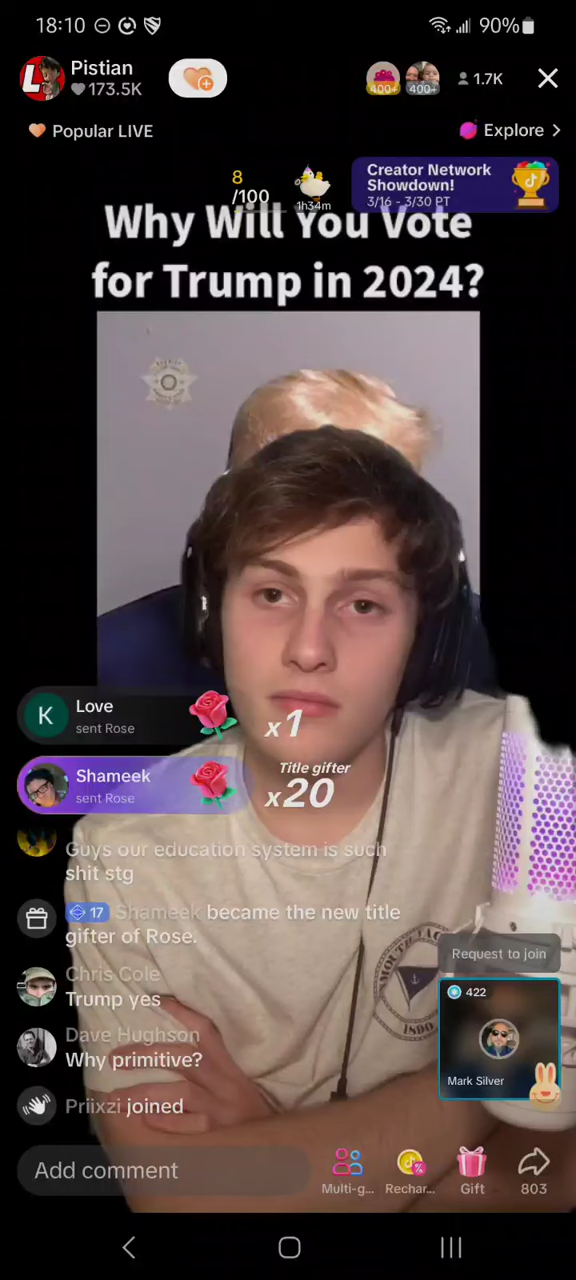 18:10
90%
Pistian
173.5K
400+
400+
1.7K
Popular LIVE
Explore
8
/100
1h34m
Creator Network
Showdown!
3/16 - 3/30 PT
Why Will You Vote
for Trump in 2024?
K
Love
sent Rose
x1
Shameek
sent Rose
Title gifter
x20
Guys our education system is such
shit stg
17 Shameek became the new title
gifter of Rose.
Chris Cole
Trump yes
Dave Hughson
Why primitive?
Priixzi joined
1890
Request to join
422
Mark Silver
Add comment
Multi-g...
Rechar...
Gift
803